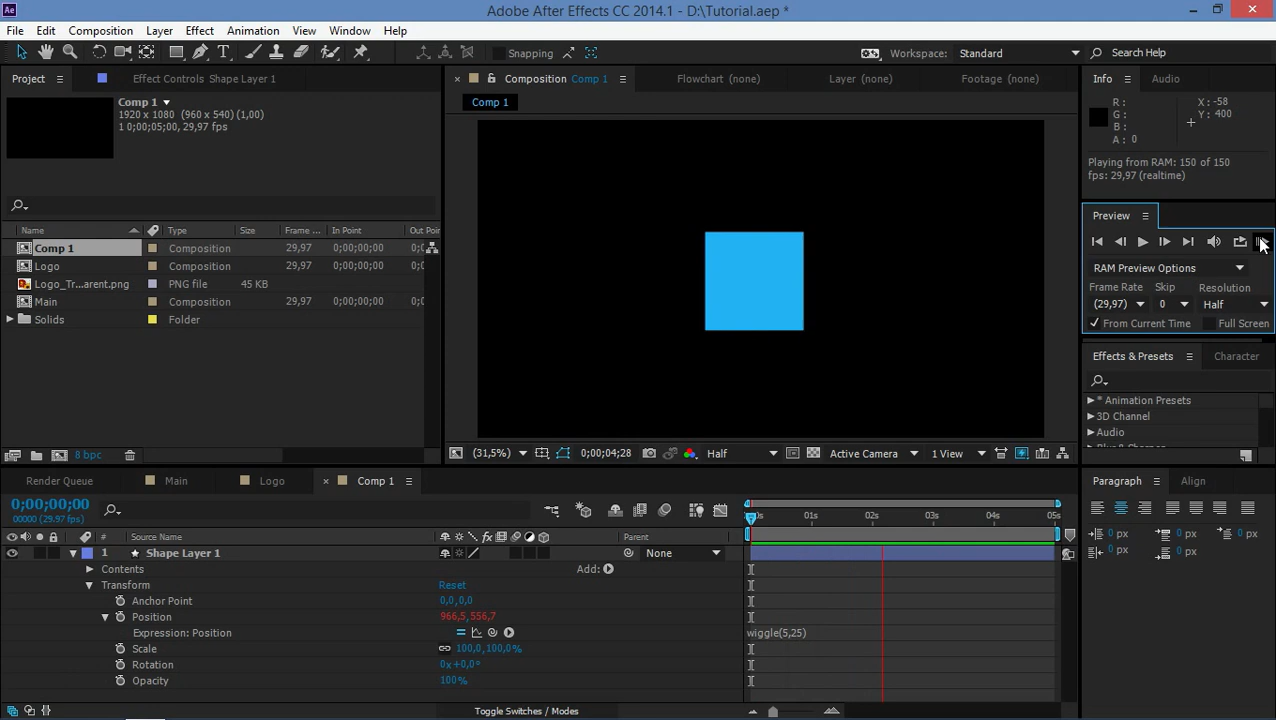 Ae Adobe After Effects CC 2014.1 - D:\Tutorial.aep *
File Edit Composition Layer Effect Animation View Window Help
Snapping
Workspace: Standard
Search Help
Project
Effect Controls Shape Layer 1
Comp 1
1920 x 1080 (960 x 540) (1,00)
1 0;00;05;00, 29,97 fps
Name Type Size Frame ... In Point Out Poi
Comp 1 Composition 29,97 0;00;00;00 0;0
Logo Composition 29,97 0;00;00;00 0;0
Logo_Tr...arent.png PNG file 45 KB
Main Composition 29,97 0;00;00;00 0;0
Solids Folder
8 bpc
Composition Comp 1
Flowchart (none)
Layer (none)
Footage (none)
Comp 1
(31,5%) 0;00;04;28 Half Active Camera 1 View
Info Audio
R: X: -58
G: Y: 400
B:
A: 0
Playing from RAM: 150 of 150
fps: 29,97 (realtime)
Preview
RAM Preview Options
Frame Rate Skip Resolution
(29,97) 0 Half
From Current Time Full Screen
Effects & Presets Character
* Animation Presets
3D Channel
Audio
Blur & Sharpen
Paragraph Align
0 px 0 px 0 px
0 px 0 px
Render Queue Main Logo Comp 1
0;00;00;00
00000 (29.97 fps)
0s 01s 02s 03s 04s 05s
# Source Name Parent
1 Shape Layer 1 None
Contents Add:
Transform Reset
Anchor Point 0,0,0,0
Position 966,5,556,7
Expression: Position wiggle(5,25)
Scale 100,0,100,0%
Rotation 0x+0,0°
Opacity 100%
Toggle Switches / Modes